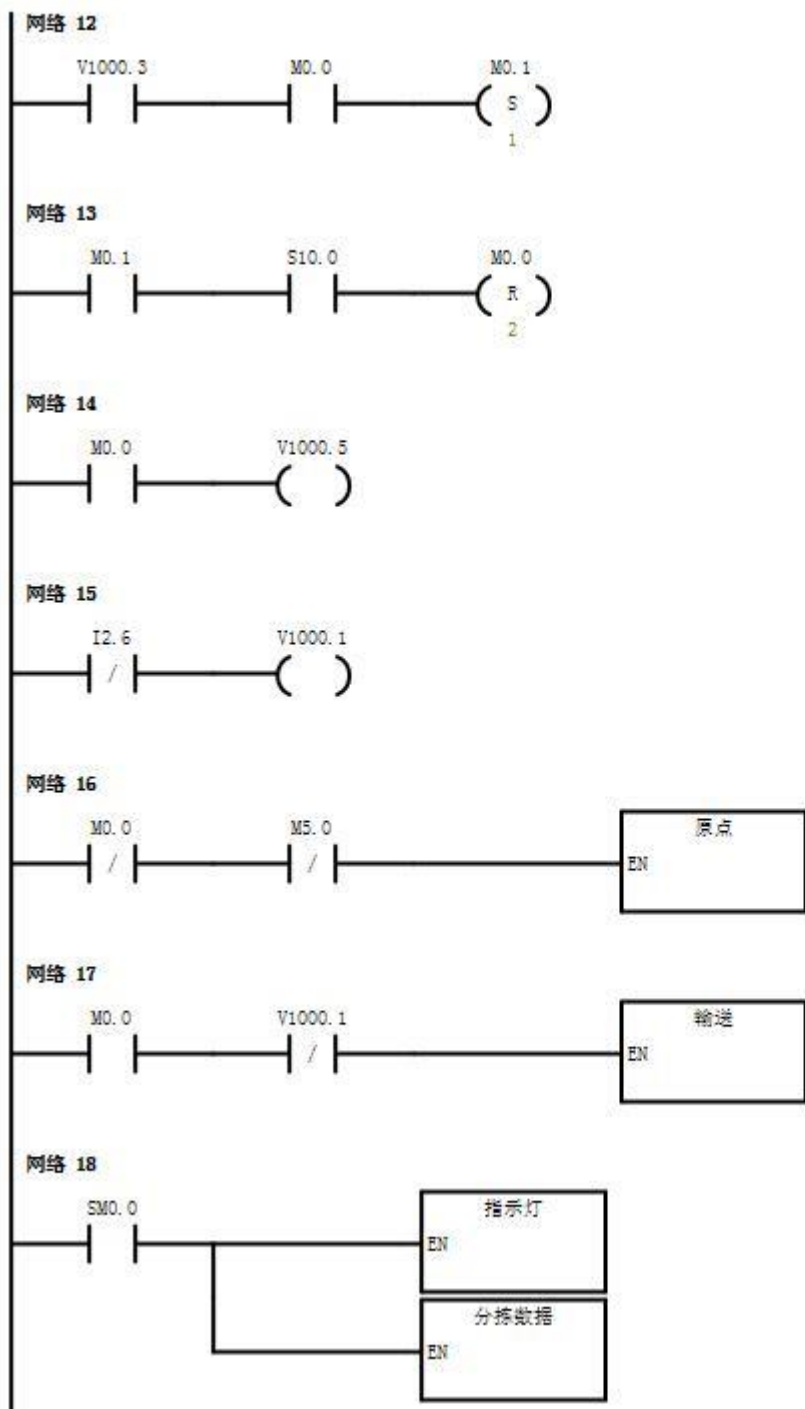 网络 12
V1000.3 M0.0 M0.1
S
1
网络 13
M0.1 S10.0 M0.0
R
2
网络 14
M0.0 V1000.5
网络 15
I2.6 V1000.1
/
网络 16
M0.0 M5.0 原点
/ / EN
网络 17
M0.0 V1000.1 输送
/ EN
网络 18
SM0.0 指示灯
EN
分拣数据
EN